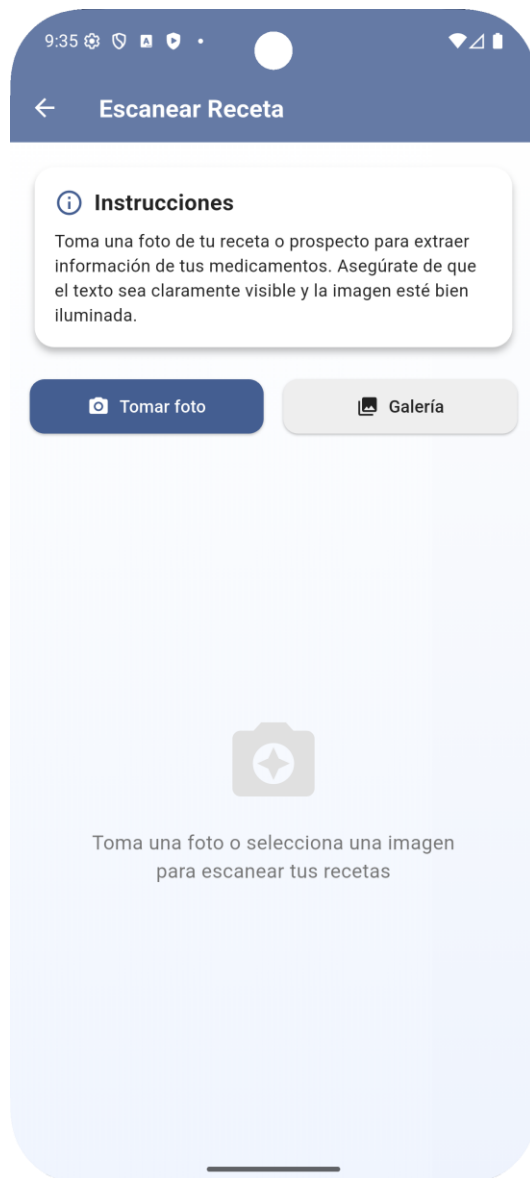 9:35
Escanear Receta
Instrucciones
Toma una foto de tu receta o prospecto para extraer
información de tus medicamentos. Asegúrate de que
el texto sea claramente visible y la imagen esté bien
iluminada.
Tomar foto
Galería
Toma una foto o selecciona una imagen
para escanear tus recetas